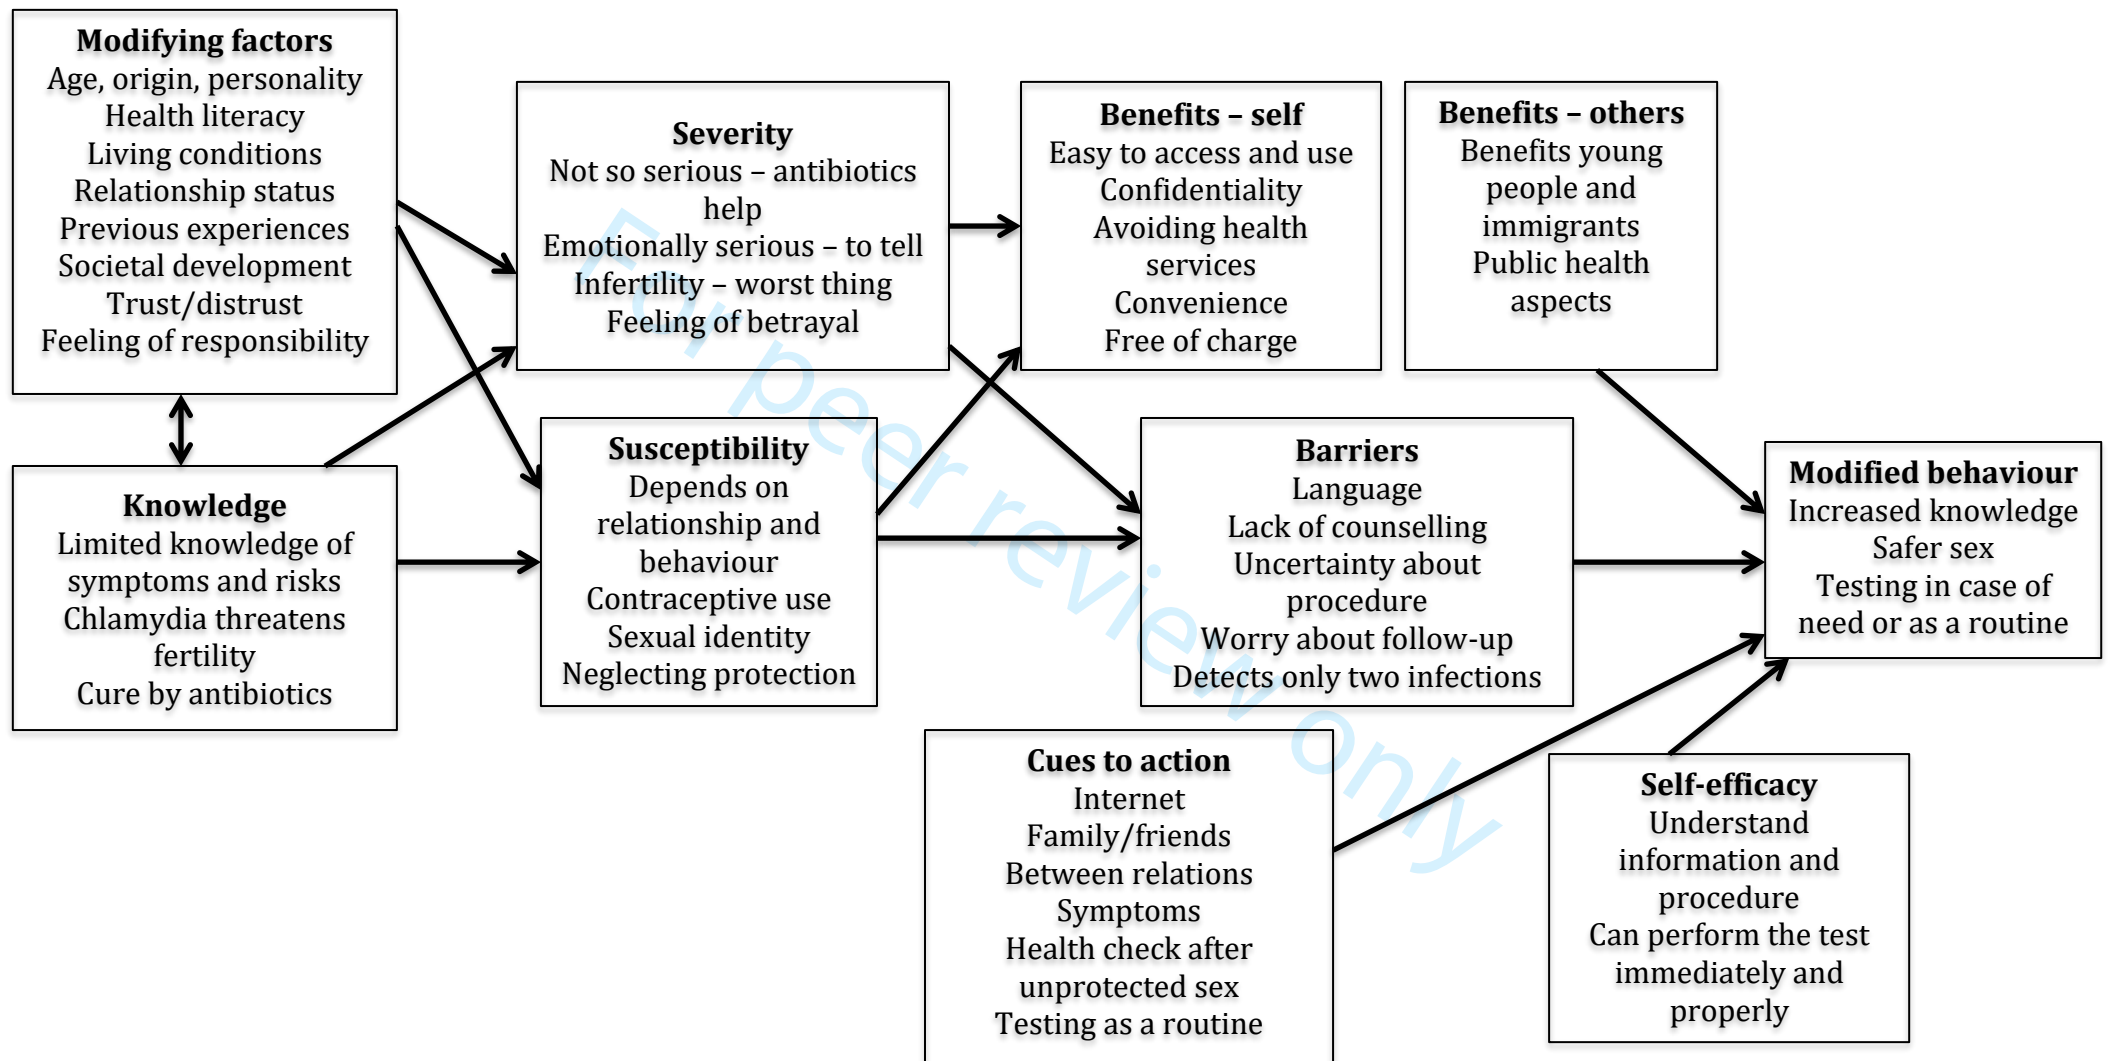 Modifying factors
Age, origin, personality
Health literacy
Living conditions
Relationship status
Previous experiences
Societal development
Trust/distrust
Feeling of responsibility
Knowledge
Limited knowledge of
symptoms and risks
Chlamydia threatens
fertility
Cure by antibiotics
Severity
Not so serious – antibiotics
help
Emotionally serious – to tell
Infertility – worst thing
Feeling of betrayal
Susceptibility
Depends on
relationship and
behaviour
Contraceptive use
Sexual identity
Neglecting protection
Benefits – self
Easy to access and use
Confidentiality
Avoiding health
services
Convenience
Free of charge
Benefits – others
Benefits young
people and
immigrants
Public health
aspects
Barriers
Language
Lack of counselling
Uncertainty about
procedure
Worry about follow-up
Detects only two infections
Modified behaviour
Increased knowledge
Safer sex
Testing in case of
need or as a routine
Cues to action
Internet
Family/friends
Between relations
Symptoms
Health check after
unprotected sex
Testing as a routine
Self-efficacy
Understand
information and
procedure
Can perform the test
immediately and
properly
For peer review only